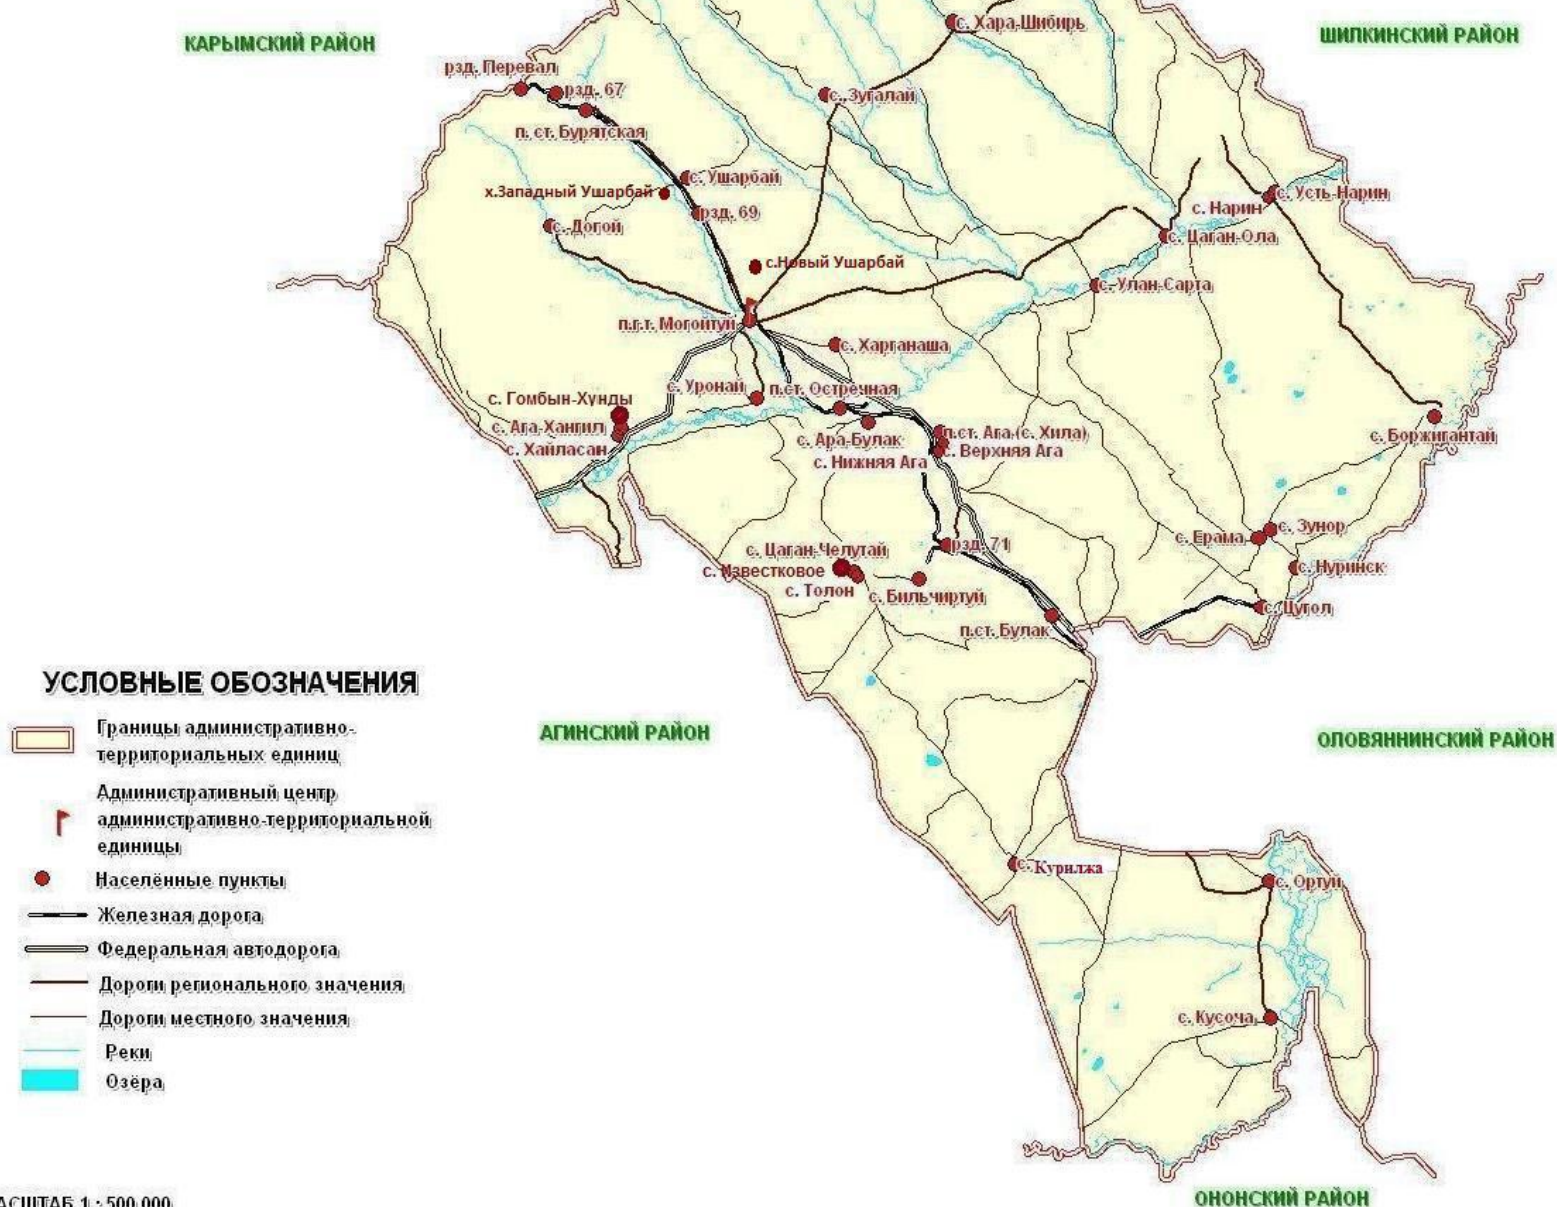 с. Хара-Шибирь
КАРЫМСКИЙ РАЙОН
ШИЛКИНСКИЙ РАЙОН
рзд. Перевал
рзд. 67
с. Зугалай
п. ст. Бурятская
с. Ушарбай
х.Западный Ушарбай
с. Усть-Нарин
с. Нарин
рзд. 69
с. Догой
с. Цаган-Ола
с.Новый Ушарбай
с. Улан-Сарта
п.г.т. Могойтуй
с. Харганаша
с. Уронай
п.ст. Остречная
с. Гомбын-Хунды
с. Ага-Хангил
с. Хайласан
с. Ара-Булак
п.ст. Ага (с. Хила)
с. Верхняя Ага
с. Нижняя Ага
с. Боржигантай
с. Зунор
с. Ерама
рзд. 71
с. Цаган-Челутай
с. Известковое
с. Толон
с. Бильчиртуй
с. Нуринск
с. Цугол
п.ст. Булак
УСЛОВНЫЕ ОБОЗНАЧЕНИЯ
Границы административно-
территориальных единиц
Административный центр
административно-территориальной
единицы
Населённые пункты
Железная дорога
Федеральная автодорога
Дороги регионального значения
Дороги местного значения
Реки
Озёра
АГИНСКИЙ РАЙОН
ОЛОВЯННИНСКИЙ РАЙОН
с. Курилжа
с. Ортуй
с. Кусоча
ОНОНСКИЙ РАЙОН
АСШТАБ 1 : 500 000